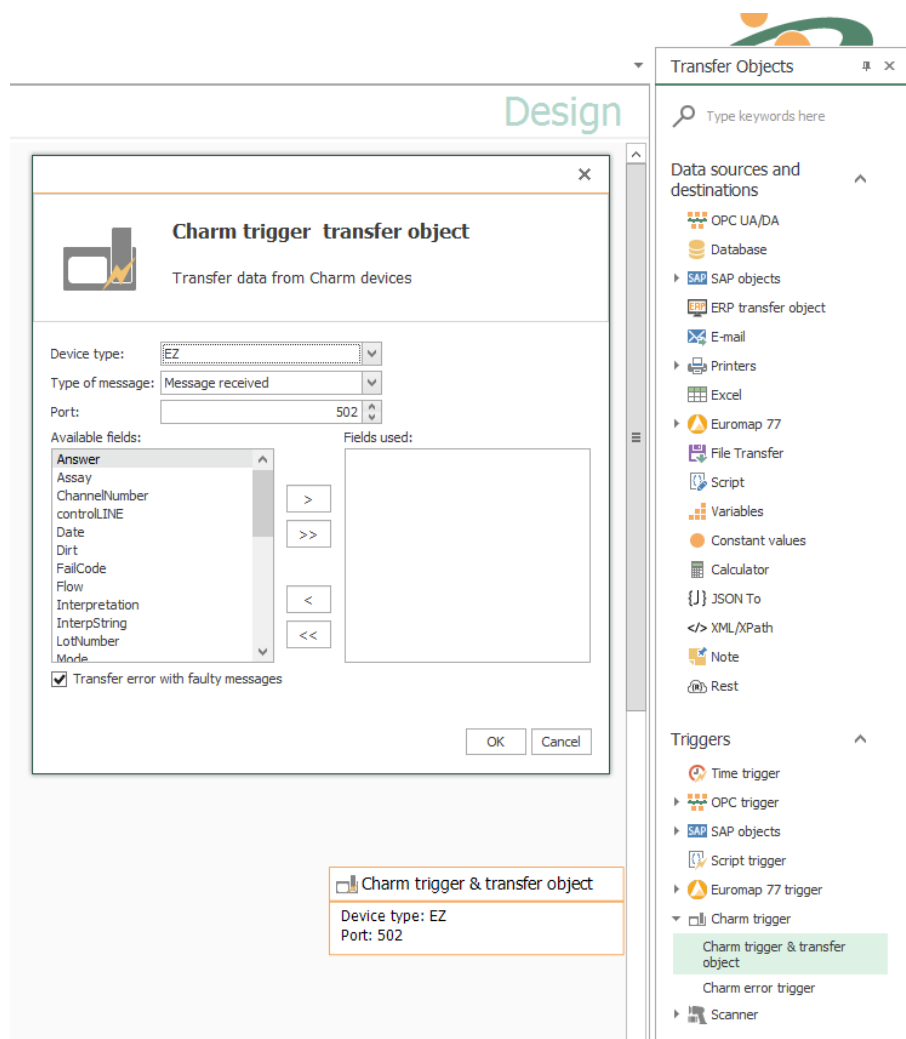 Design
Charm trigger  transfer object
Transfer data from Charm devices
Device type:
EZ
Type of message:
Message received
Port:
502
Available fields:
Fields used:
Answer
Assay
ChannelNumber
controlLINE
Date
Dirt
FailCode
Flow
Interpretation
InterpString
LotNumber
Mode
>
>>
<
<<
Transfer error with faulty messages
OK
Cancel
Charm trigger & transfer object
Device type: EZ
Port: 502
Transfer Objects
Type keywords here
Data sources and
destinations
OPC UA/DA
Database
SAP SAP objects
ERP ERP transfer object
E-mail
Printers
Excel
Euromap 77
File Transfer
Script
Variables
Constant values
Calculator
{J} JSON To
</> XML/XPath
Note
(R) Rest
Triggers
Time trigger
OPC trigger
SAP SAP objects
Script trigger
Euromap 77 trigger
Charm trigger
Charm trigger & transfer
object
Charm error trigger
Scanner